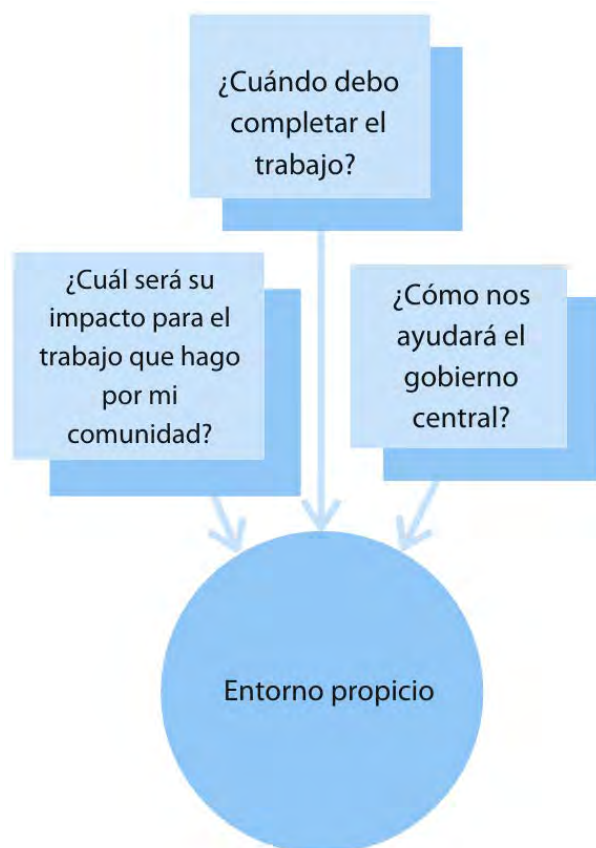 ¿Cuándo debo
completar el
trabajo?
¿Cuál será su
impacto para el
trabajo que hago
por mi
comunidad?
¿Cómo nos
ayudará el
gobierno
central?
Entorno propicio